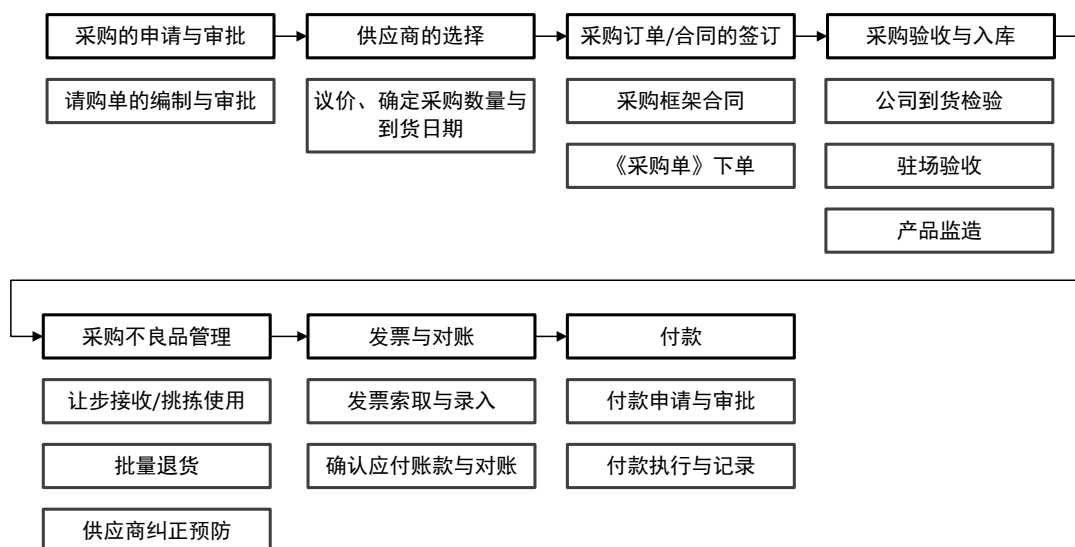 采购的申请与审批
供应商的选择
采购订单/合同的签订
采购验收与入库
请购单的编制与审批
议价、确定采购数量与
到货日期
采购框架合同
《采购单》下单
公司到货检验
驻场验收
产品监造
采购不良品管理
发票与对账
付款
让步接收/挑拣使用
批量退货
供应商纠正预防
发票索取与录入
确认应付账款与对账
付款申请与审批
付款执行与记录